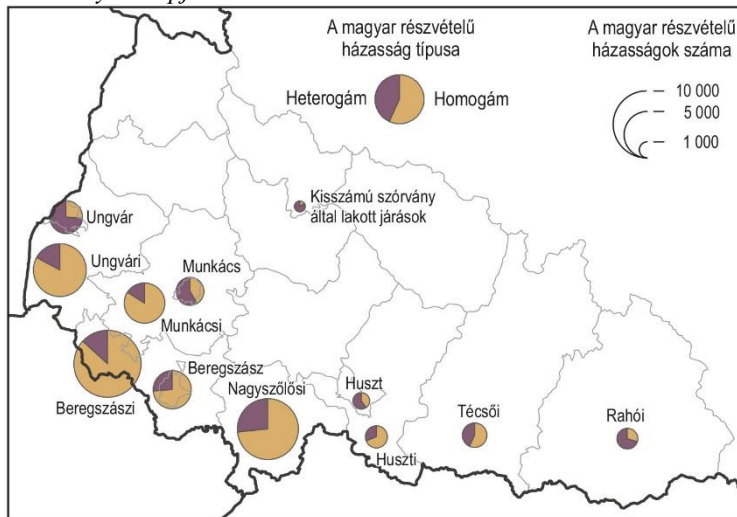 A magyar részvételű
házasság típusa
Heterogám
Homogám
A magyar részvételű
házasságok száma
10 000
5 000
1 000
Kisszámú szórvány
által lakott járások
Ungvár
Ungvári
Munkács
Munkácsi
Beregszász
Beregszászi
Nagyszőlősi
Huszt
Huszti
Técsői
Rahói